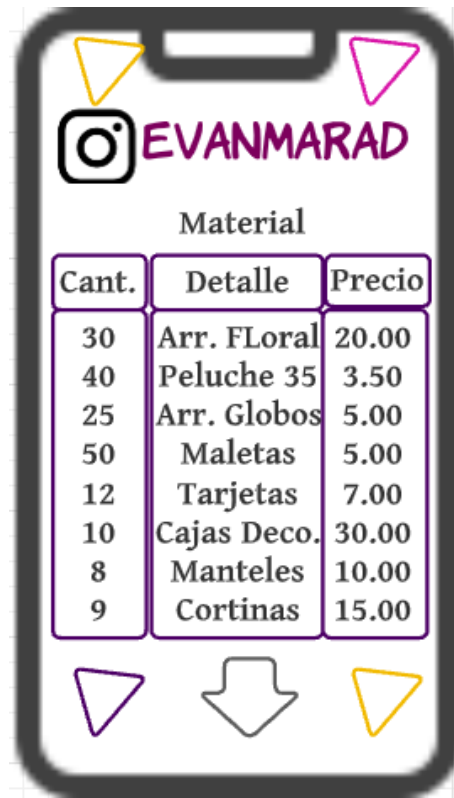 EVANMARAD
Material
Cant. Detalle Precio
30 Arr. FLoral 20.00
40 Peluche 35 3.50
25 Arr. Globos 5.00
50 Maletas 5.00
12 Tarjetas 7.00
10 Cajas Deco. 30.00
8 Manteles 10.00
9 Cortinas 15.00